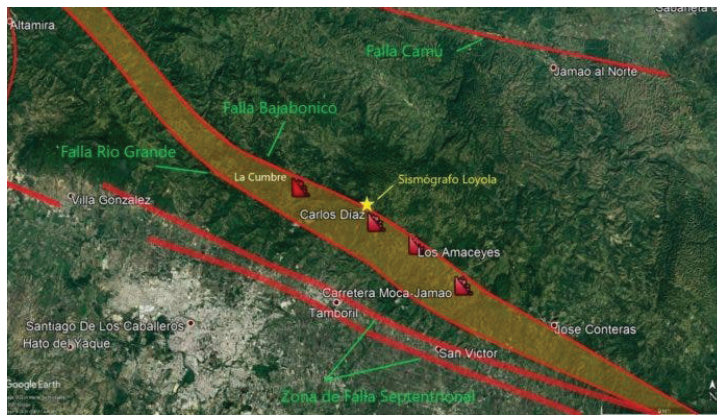 Altamira
Falla Camú
Jamao al Norte
Falla Bajabonico
Falla Rio Grande
La Cumbre
Sismógrafo Loyola
Villa Gonzalez
Carlos Diaz
Los Amaceyes
Carretera Moca-Jamao
Tamboril
Santiago De Los Caballeros
Jose Conteras
Hato del Yaque
San Victor
Google Earth
Zona de Falla Septentrional